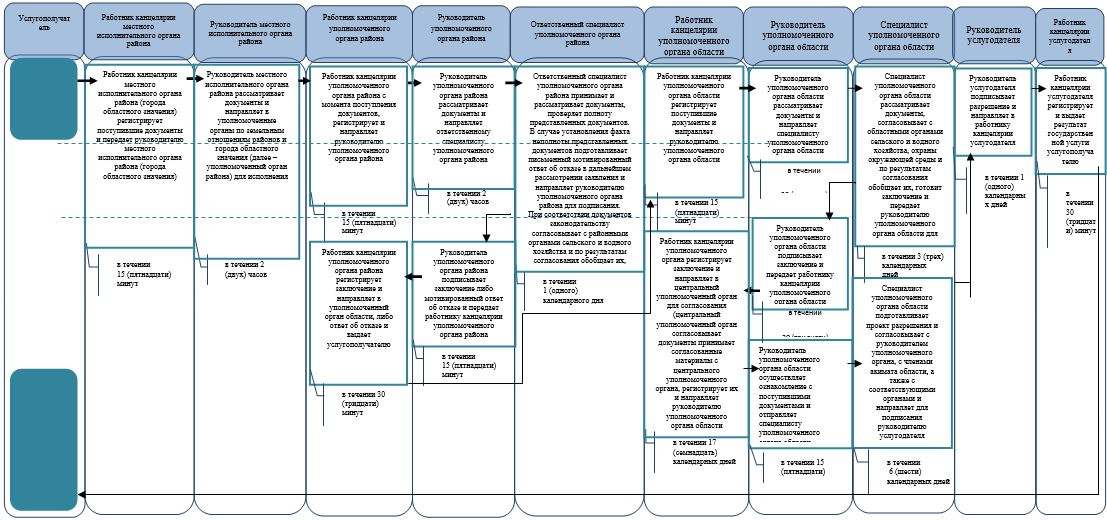 Услугополучат
ель
Работник канцелярии
местного
исполнительного органа
района
Руководитель местного
исполнительного органа
района
Работник канцелярии
уполномоченного
органа района
Руководитель
уполномоченного
органа района
Ответственный специалист
уполномоченного органа
района
Работник
канцелярии
уполномоченного
органа области
Руководитель
уполномоченного
органа области
Специалист
уполномоченного
органа области
Руководитель
услугодателя
Работник
канцелярии
услугодател
я
Работник канцелярии
местного
исполнительного органа
района (города
областного значения)
регистрирует
поступившие документы
и передает руководителю
местного
исполнительного органа
района (города
областного значения)
в течении
15 (пятнадцати)
минут
Руководитель местного
исполнительного органа
района рассматривает
документы и
направляет в
уполномоченные
органы по земельным
отношениям районов и
города областного
значения (далее –
уполномоченный орган
района) для исполнения
в течении 2
(двух) часов
Работник канцелярии
уполномоченного
органа района с
момента поступления
документов,
регистрирует и
направляет
руководителю
уполномоченного
органа района
в течении
15 (пятнадцати)
минут
Работник канцелярии
уполномоченного
органа района
регистрирует
заключение и
направляет в
уполномоченный
орган области, либо
ответ об отказе и
выдает
услугополучателю
в течении 30
(тридцати)
минут
Руководитель
уполномоченного
органа района
рассматривает
документы и
направляет
ответственному
специалисту
уполномоченного
органа района
в течении 2
(двух) часов
Руководитель
уполномоченного
органа района
подписывает
заключение либо
мотивированный ответ
об отказе и передает
работнику канцелярии
уполномоченного
органа района
в течении
15 (пятнадцати)
минут
Ответственный специалист
уполномоченного органа
района принимает и
рассматривает документы,
проверяет полноту
представленных документов.
В случае установления факта
неполноты представленных
документов подготавливает
письменный мотивированный
ответ об отказе в дальнейшем
рассмотрении заявления и
направляет руководителю
уполномоченного органа
района для подписания.
При соответствии документов
законодательству
согласовывает с районными
органами сельского и водного
хозяйства и по результатам
согласования обобщает их,
в течении
1 (одного)
календарного дня
Работник канцелярии
уполномоченного
органа области
регистрирует
поступившие
документы и
направляет
руководителю
уполномоченного
органа области
в течении 15
(пятнадцати)
минут
Работник канцелярии
уполномоченного
органа области
регистрирует
заключение и
направляет в
центральный
уполномоченный орган
для согласования
(центральный
уполномоченный орган
согласовывает
документы принимает
согласованные
материалы с
центрального
уполномоченного
органа, регистрирует их
и направляет
руководителю
уполномоченного
органа области
в течении 17
(семнадцать)
календарных дней
Руководитель
уполномоченного
органа области
рассматривает
документы и
направляет
специалисту
уполномоченного
органа области
в течении
Руководитель
уполномоченного
органа области
подписывает
заключение и
передает работнику
канцелярии
уполномоченного
органа области
в течении
Руководитель
уполномоченного
органа области
осуществляет
ознакомление с
поступившими
документами и
отправляет
специалисту
уполномоченного
органа области
в течении 15
(пятнадцати)
Специалист
уполномоченного
органа области
рассматривает
документы,
согласовывает с
областными органами
сельского и водного
хозяйства, охраны
окружающей среды и
по результатам
согласования
обобщает их, готовит
заключение и
передает
руководителю
уполномоченного
органа области для
в течении 3 (трех)
календарных
дней
Специалист
уполномоченного
органа области
подготавливает
проект разрешения и
согласовывает с
руководителем
уполномоченного
органа, с членами
акимата области, а
также с
соответствующими
органами и
направляет для
подписания
руководителю
услугодателя
в течении
6 (шести)
календарных дней
Руководитель
услугодателя
подписывает
разрешение и
направляет в
работнику
канцелярии
услугодателя
в течении 1
(одного)
календарны
х дней
Работник
канцелярии
услугодателя
регистрирует
и выдает
результат
государствен
ной услуги
услугополуча
телю
в
течении
30
(тридцат
и) минут